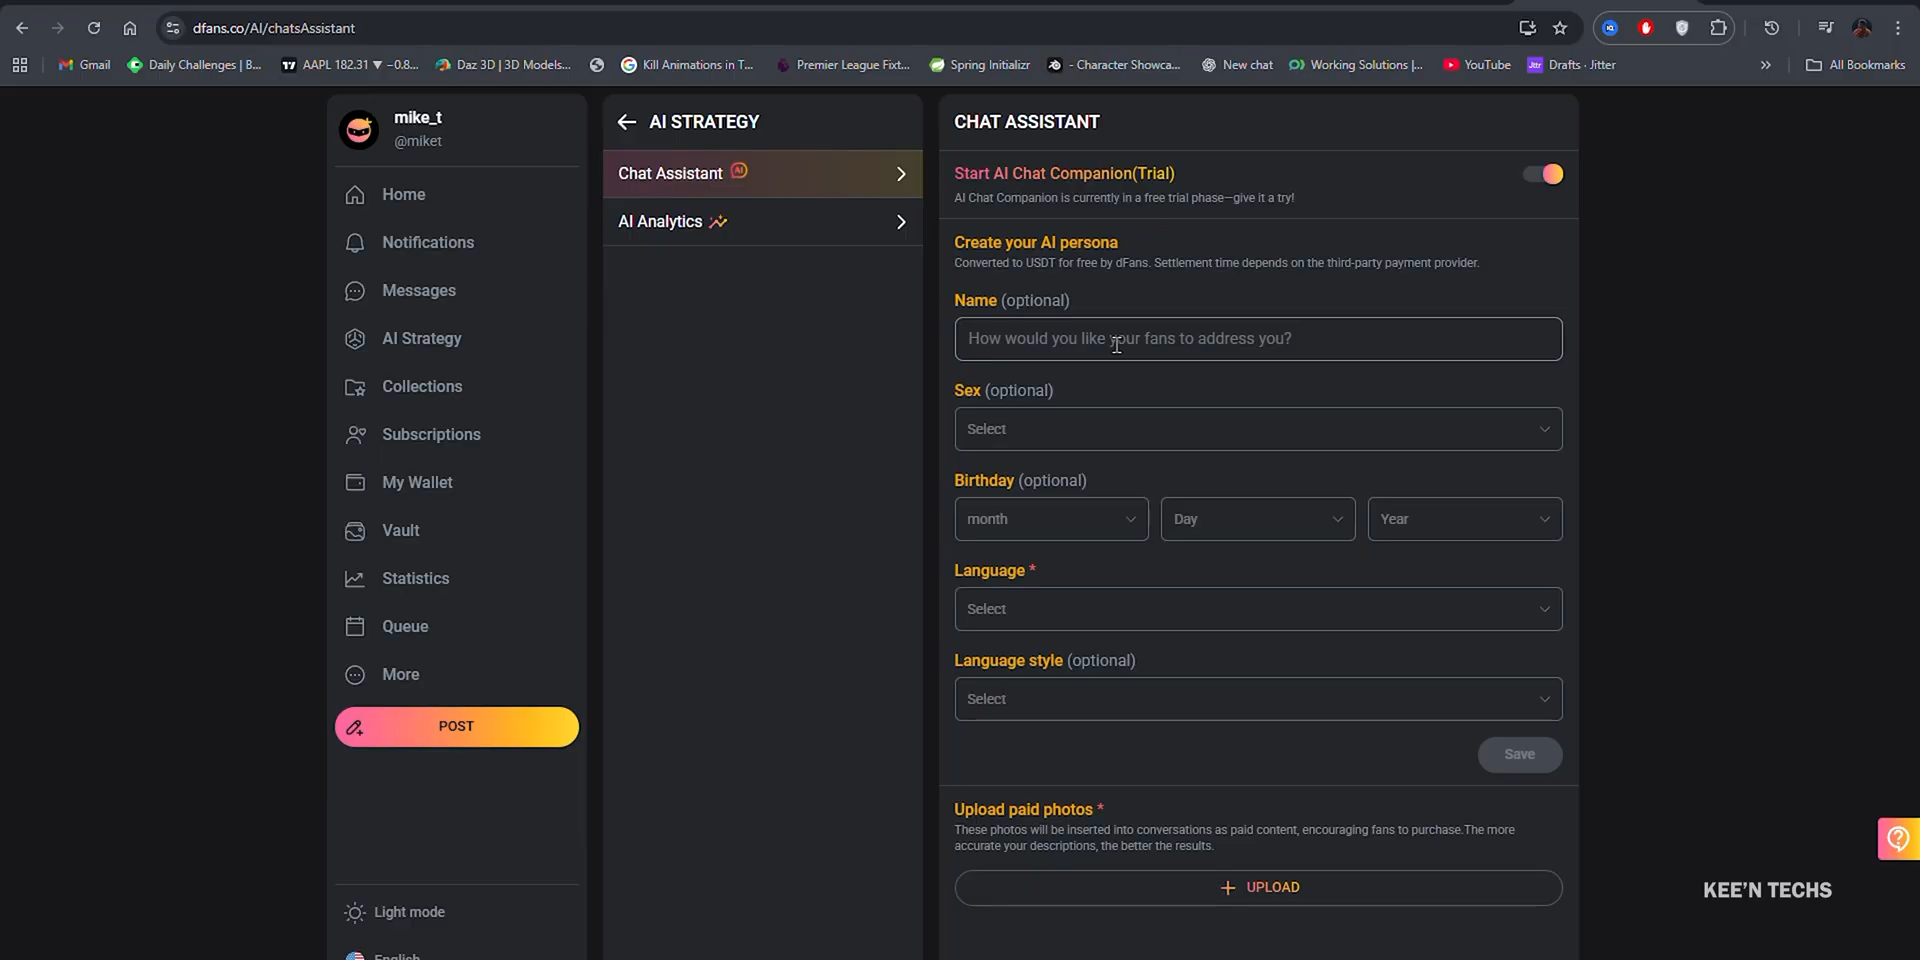 dfans.co/AI/chatsAssistant
Gmail
Daily Challenges | B...
AAPL 182.31 ▼ −0.8...
Daz 3D | 3D Models...
Kill Animations in T...
Premier League Fixt...
Spring Initializr
- Character Showca...
New chat
Working Solutions |...
YouTube
Jttr
Drafts · Jitter
All Bookmarks
mike_t
@miket
Home
Notifications
Messages
AI Strategy
Collections
Subscriptions
My Wallet
Vault
Statistics
Queue
More
POST
Light mode
English
AI STRATEGY
Chat Assistant AI
AI Analytics
CHAT ASSISTANT
Start AI Chat Companion(Trial)
AI Chat Companion is currently in a free trial phase—give it a try!
Create your AI persona
Converted to USDT for free by dFans. Settlement time depends on the third-party payment provider.
Name (optional)
How would you like your fans to address you?
Sex (optional)
Select
Birthday (optional)
month
Day
Year
Language *
Select
Language style (optional)
Select
Save
Upload paid photos *
These photos will be inserted into conversations as paid content, encouraging fans to purchase.The more
accurate your descriptions, the better the results.
+ UPLOAD
KEE'N TECHS